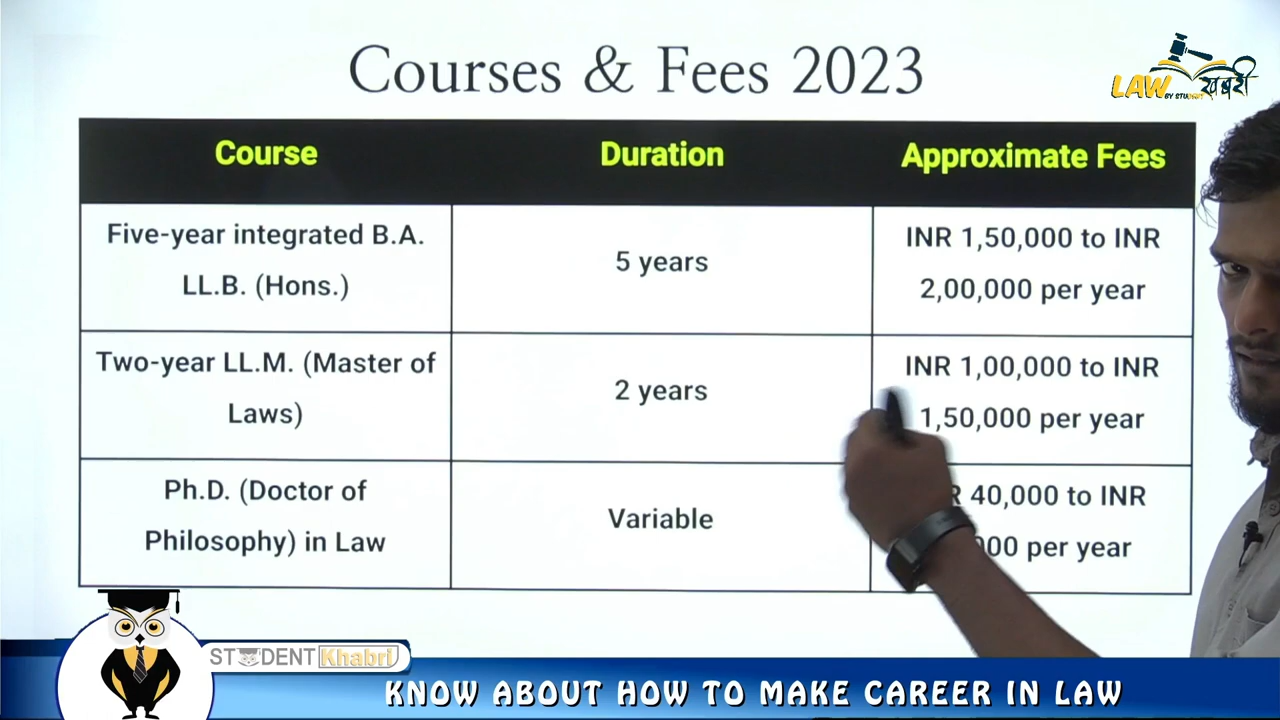 Courses & Fees 2023
LAW खबरी
Course Duration Approximate Fees
Five-year integrated B.A.
LL.B. (Hons.)
5 years
INR 1,50,000 to INR
2,00,000 per year
Two-year LL.M. (Master of
Laws)
2 years
INR 1,00,000 to INR
1,50,000 per year
Ph.D. (Doctor of
Philosophy) in Law
Variable
40,000 to INR
per year
STUDENT Khabri
KNOW ABOUT HOW TO MAKE CAREER IN LAW